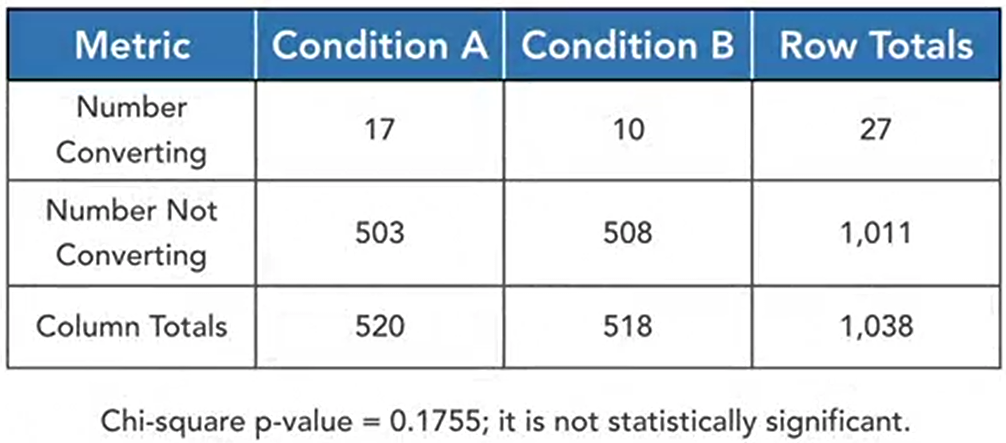 Metric Condition A Condition B Row Totals
Number
Converting
17 10 27
Number Not
Converting
503 508 1,011
Column Totals 520 518 1,038
Chi-square p-value = 0.1755; it is not statistically significant.